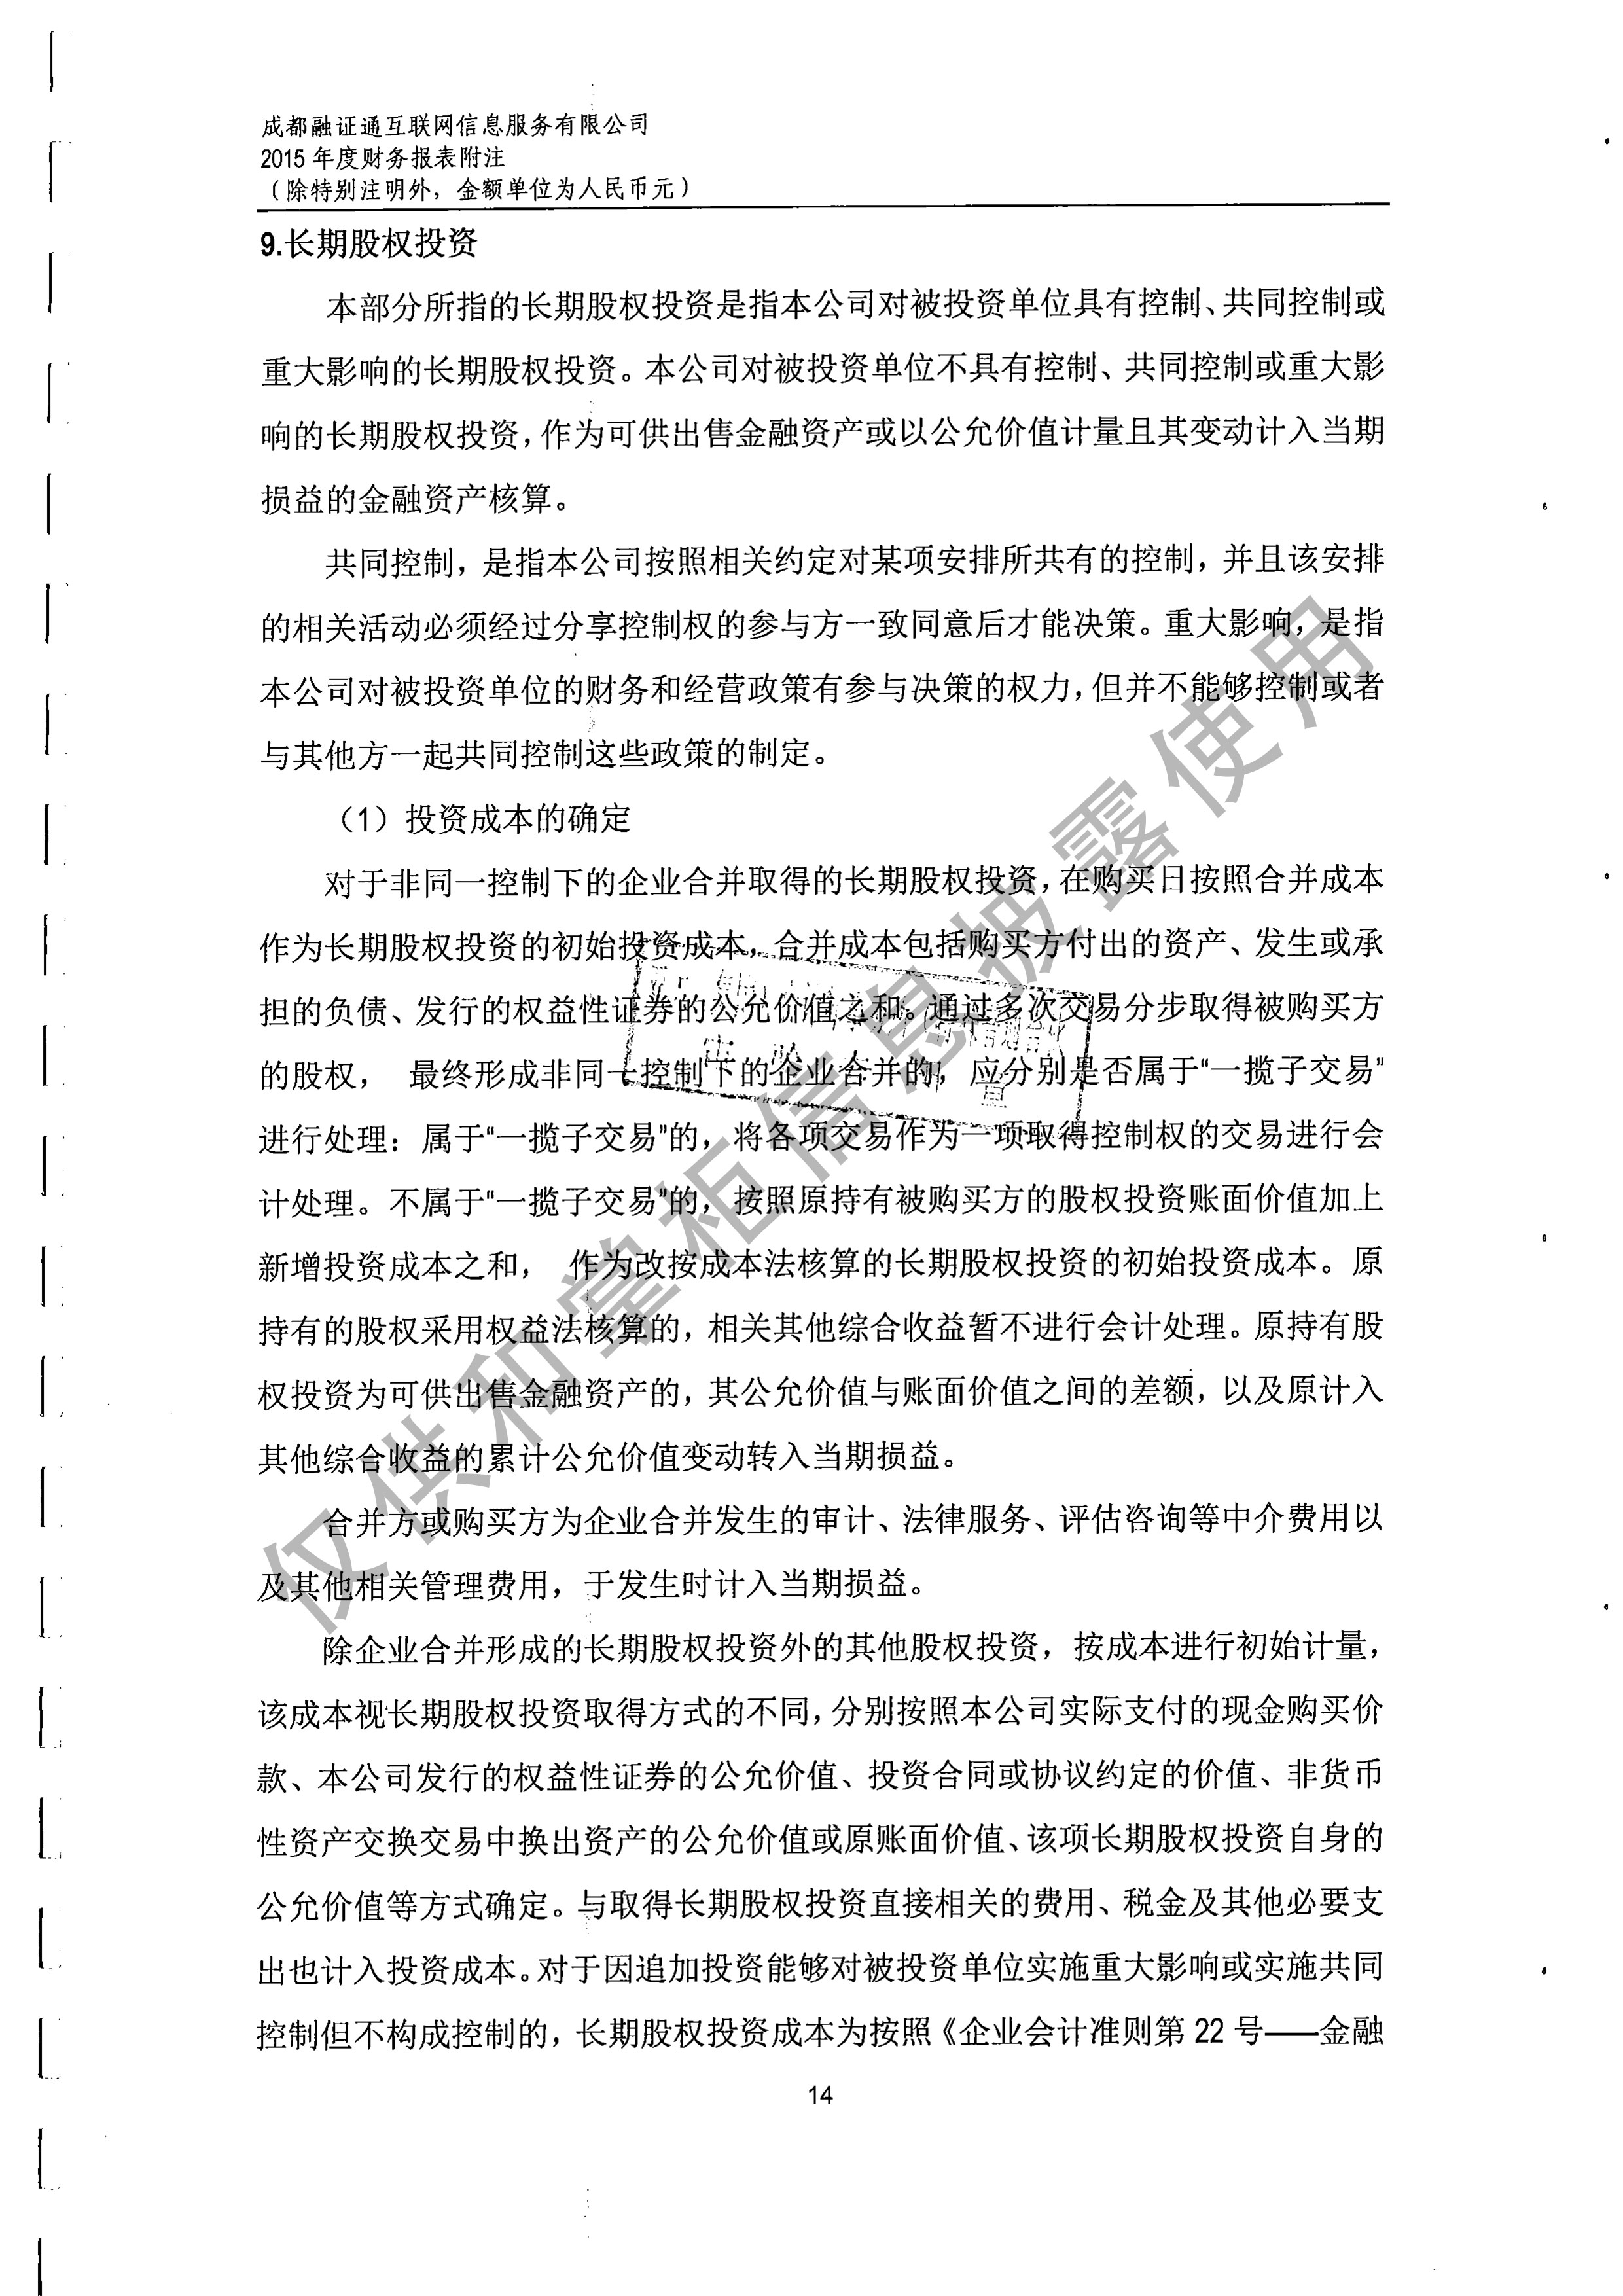 成都融证通互联网信息服务有限公司
2015 年度财务报表附注
（除特别注明外，金额单位为人民币元）
9.长期股权投资
本部分所指的长期股权投资是指本公司对被投资单位具有控制、共同控制或
重大影响的长期股权投资。本公司对被投资单位不具有控制、共同控制或重大影
响的长期股权投资，作为可供出售金融资产或以公允价值计量且其变动计入当期
损益的金融资产核算。
共同控制，是指本公司按照相关约定对某项安排所共有的控制，并且该安排
的相关活动必须经过分享控制权的参与方一致同意后才能决策。重大影响，是指
本公司对被投资单位的财务和经营政策有参与决策的权力，但并不能够控制或者
与其他方一起共同控制这些政策的制定。
（1）投资成本的确定
对于非同一控制下的企业合并取得的长期股权投资，在购买日按照合并成本
作为长期股权投资的初始投资成本，合并成本包括购买方付出的资产、发生或承
担的负债、发行的权益性证券的公允价值之和。通过多次交易分步取得被购买方
的股权， 最终形成非同一控制下的企业合并的，应分别是否属于“一揽子交易”
进行处理：属于“一揽子交易”的，将各项交易作为一项取得控制权的交易进行会
计处理。不属于“一揽子交易”的，按照原持有被购买方的股权投资账面价值加上
新增投资成本之和， 作为改按成本法核算的长期股权投资的初始投资成本。原
持有的股权采用权益法核算的，相关其他综合收益暂不进行会计处理。原持有股
权投资为可供出售金融资产的，其公允价值与账面价值之间的差额，以及原计入
其他综合收益的累计公允价值变动转入当期损益。
合并方或购买方为企业合并发生的审计、法律服务、评估咨询等中介费用以
及其他相关管理费用，于发生时计入当期损益。
除企业合并形成的长期股权投资外的其他股权投资，按成本进行初始计量，
该成本视长期股权投资取得方式的不同，分别按照本公司实际支付的现金购买价
款、本公司发行的权益性证券的公允价值、投资合同或协议约定的价值、非货币
性资产交换交易中换出资产的公允价值或原账面价值、该项长期股权投资自身的
公允价值等方式确定。与取得长期股权投资直接相关的费用、税金及其他必要支
出也计入投资成本。对于因追加投资能够对被投资单位实施重大影响或实施共同
控制但不构成控制的，长期股权投资成本为按照《企业会计准则第 22 号——金融
14
仅供和掌柜信息披露使用